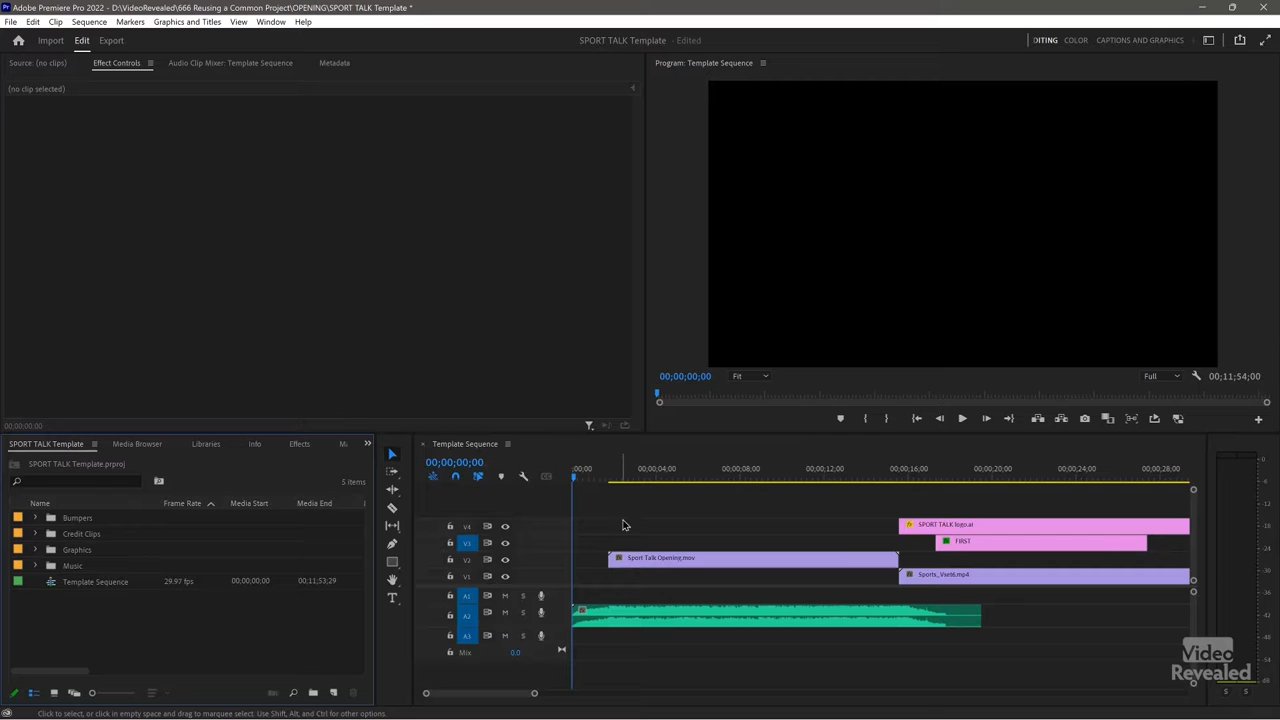 Adobe Premiere Pro 2022 - D:\VideoRevealed\666 Reusing a Common Project\OPENING\SPORT TALK Template *
File Edit Clip Sequence Markers Graphics and Titles View Window Help
Import Edit Export SPORT TALK Template - Edited EDITING COLOR CAPTIONS AND GRAPHICS
Source: (no clips) Effect Controls Audio Clip Mixer: Template Sequence Metadata Program: Template Sequence
(no clip selected)
00;00;00;00 Fit Full 00;11;54;00
00;00;00;00
SPORT TALK Template Media Browser Libraries Info Effects Template Sequence
SPORT TALK Template.prproj 00;00;00;00
;00;00 00;00;04;00 00;00;08;00 00;00;12;00 00;00;16;00 00;00;20;00 00;00;24;00 00;00;28;00
5 Items
Name Frame Rate Media Start Media End
Bumpers
Credit Clips
Graphics
Music
Template Sequence 29.97 fps 00;00;00;00 00;11;53;29
V4 SPORT TALK logo.ai
V3 FIRST
V2 Sport Talk Opening.mov
V1 Sports_Vse66.mp4
A1 M S
A2 M S
A3 M S
Mix 0.0
0
S S
Video
Revealed
Click to select, or click in empty space and drag to marquee select. Use Shift, Alt, and Ctrl for other options.